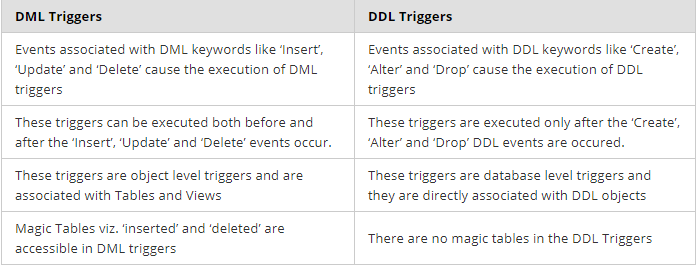 DML Triggers
DDL Triggers
Events associated with DML keywords like ‘Insert’,
‘Update’ and ‘Delete’ cause the execution of DML
triggers
Events associated with DDL keywords like ‘Create’,
‘Alter’ and ‘Drop’ cause the execution of DDL
triggers
These triggers can be executed both before and
after the ‘Insert’, ‘Update’ and ‘Delete’ events occur.
These triggers are executed only after the ‘Create’,
‘Alter’ and ‘Drop’ DDL events are occured.
These triggers are object level triggers and are
associated with Tables and Views
These triggers are database level triggers and
they are directly associated with DDL objects
Magic Tables viz. ‘inserted’ and ‘deleted’ are
accessible in DML triggers
There are no magic tables in the DDL Triggers